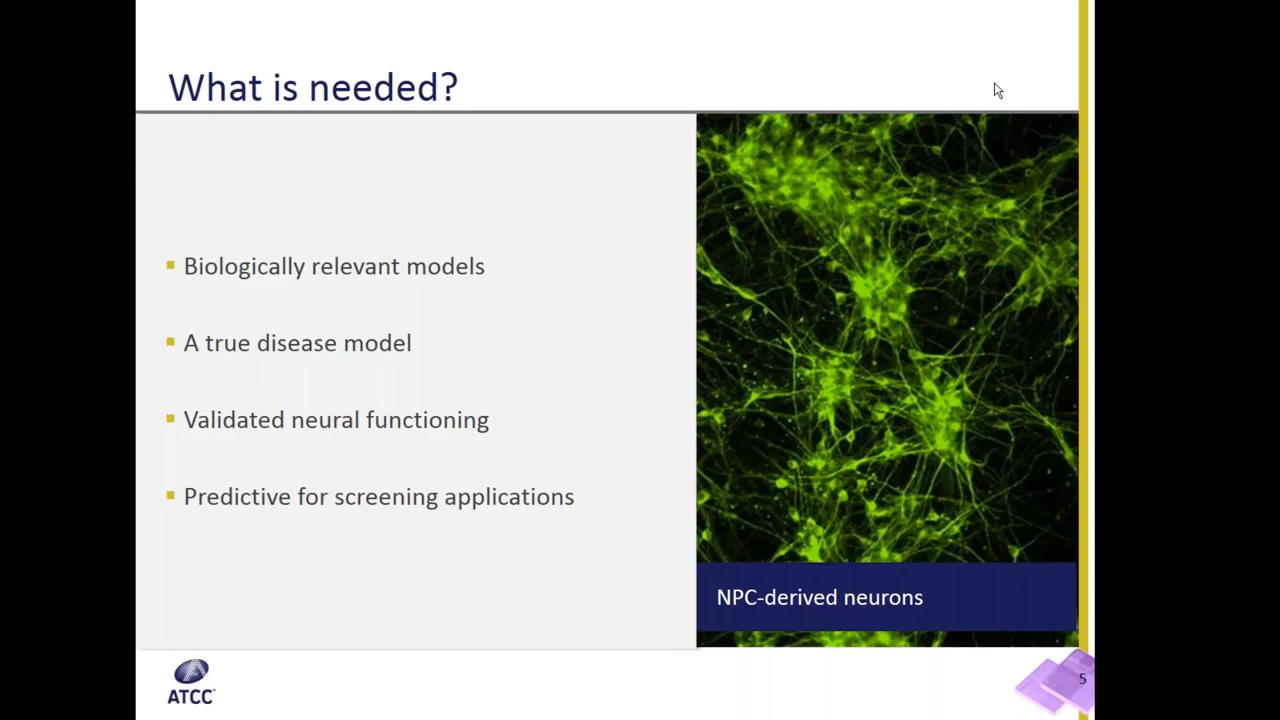 What is needed?
Biologically relevant models
A true disease model
Validated neural functioning
Predictive for screening applications
NPC-derived neurons
ATCC
5